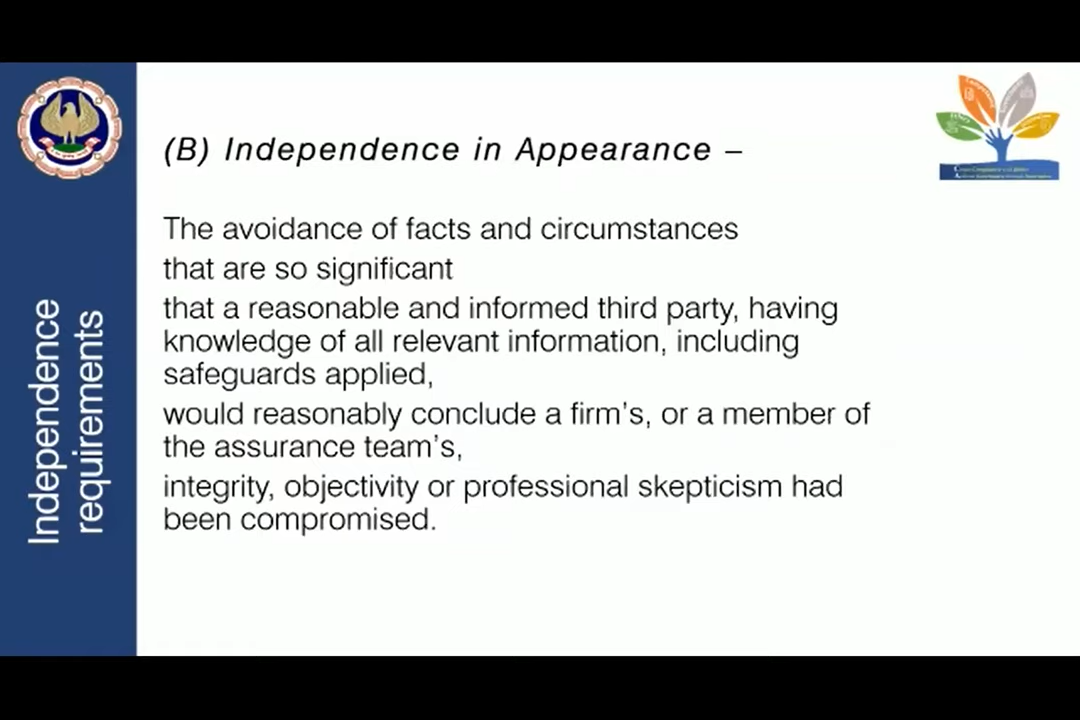 (B) Independence in Appearance –
The avoidance of facts and circumstances
that are so significant
that a reasonable and informed third party, having
knowledge of all relevant information, including
safeguards applied,
would reasonably conclude a firm's, or a member of
the assurance team's,
integrity, objectivity or professional skepticism had
been compromised.
Independence
requirements